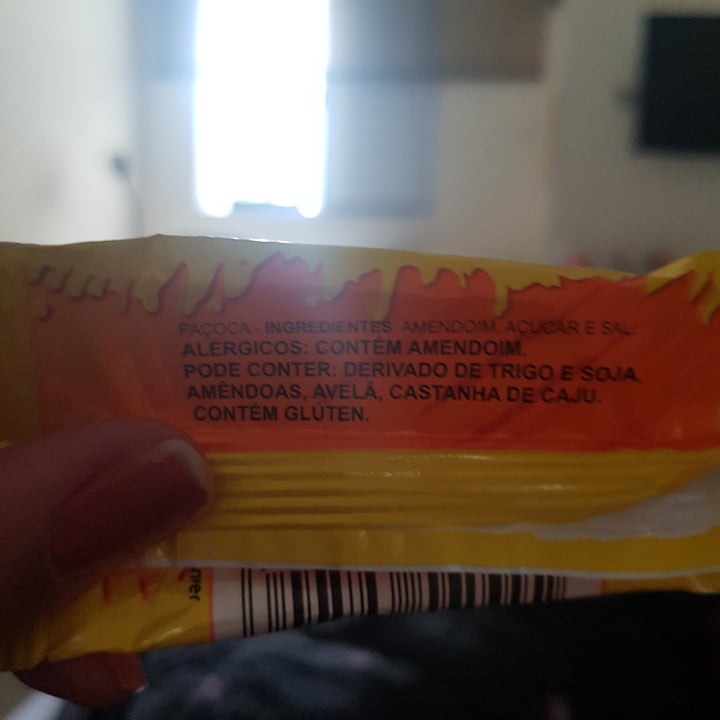 PAÇOCA - INGREDIENTES: AMENDOIM, AÇUCAR E SAL.
ALÉRGICOS: CONTÉM AMENDOIM.
PODE CONTER: DERIVADO DE TRIGO E SOJA,
AMÊNDOAS, AVELÃ, CASTANHA DE CAJU.
CONTÉM GLÚTEN.